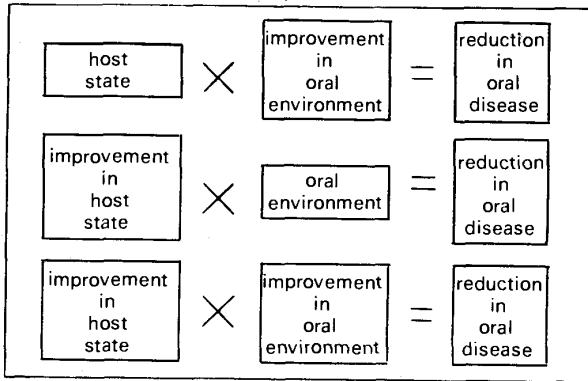 host
state
×
improvement
in
oral
environment
=
reduction
in
oral
disease
improvement
in
host
state
×
oral
environment
=
reduction
in
oral
disease
improvement
in
host
state
×
improvement
in
oral
environment
=
reduction
in
oral
disease